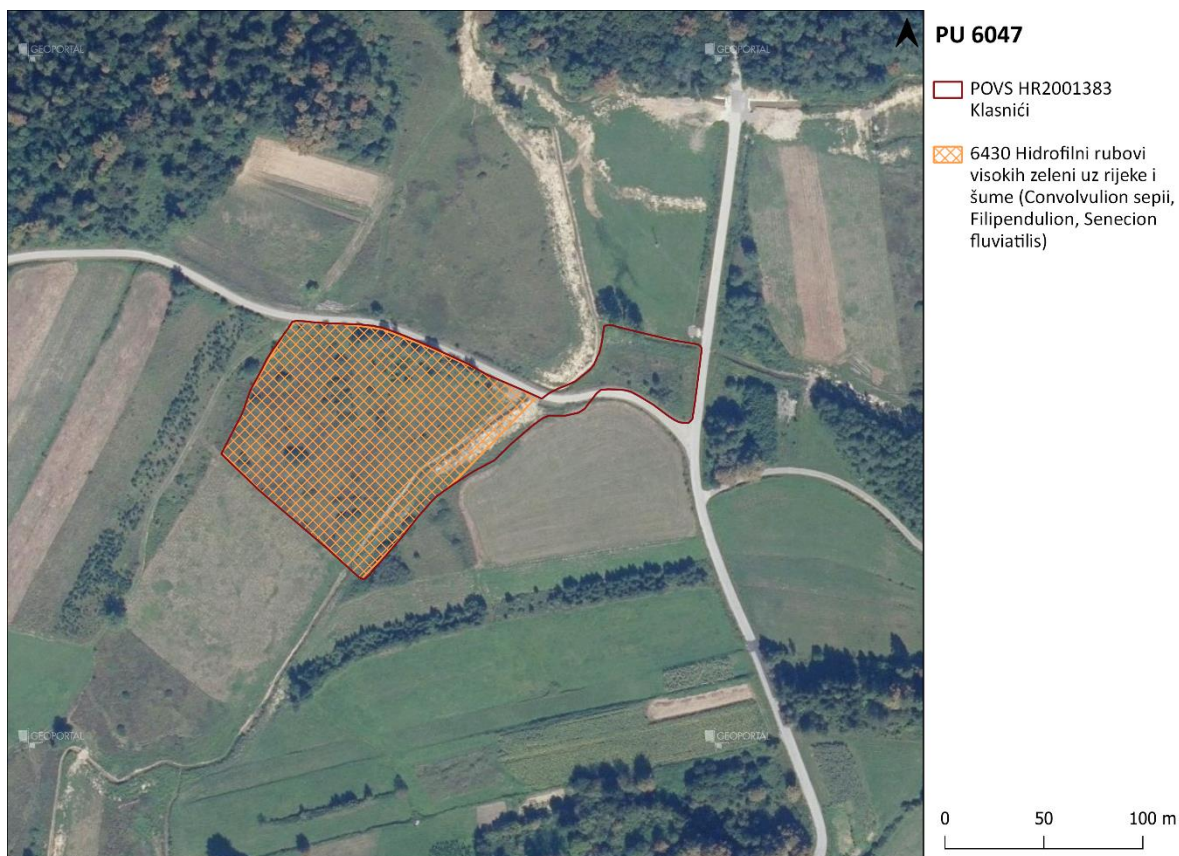 PU 6047
POVS HR2001383
Klasnići
6430 Hidrofilni rubovi
visokih zeleni uz rijeke i
šume (Convolvulion sepii,
Filipendulion, Senecion
fluviatilis)
GEOPORTAL
GEOPORTAL
GEOPORTAL
GEOPORTAL
0 50 100 m